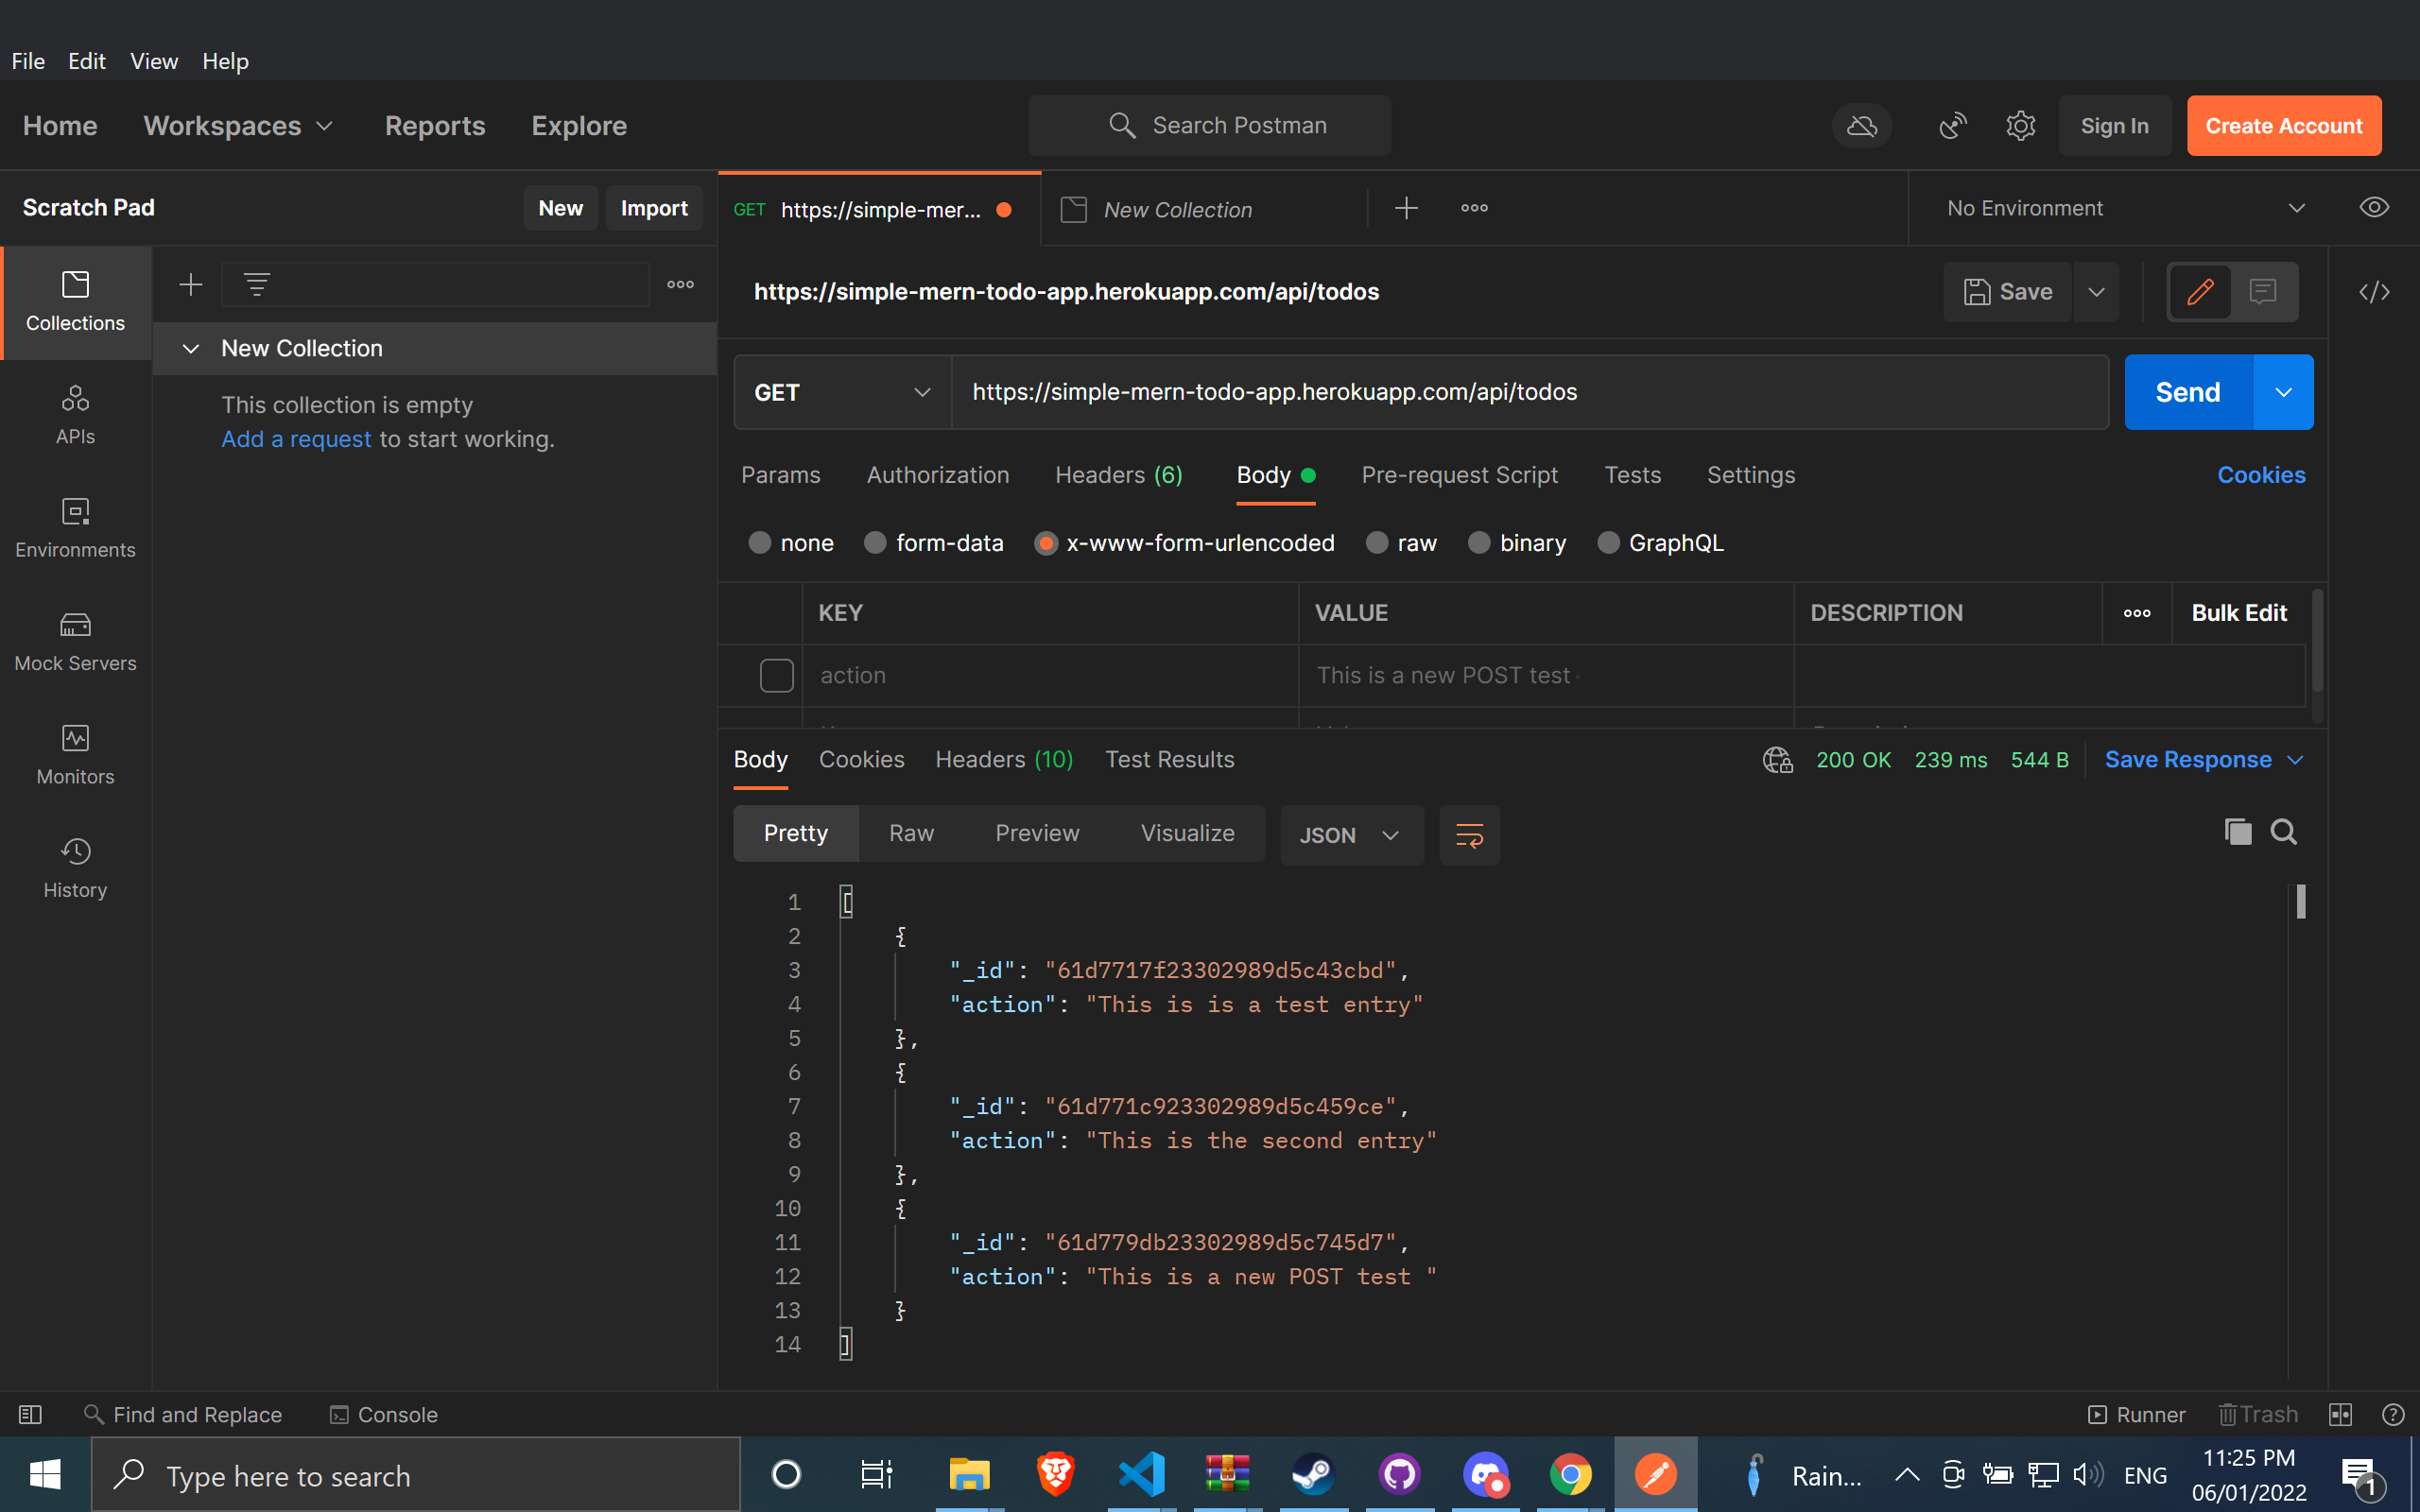 File Edit View Help
Home Workspaces Reports Explore Search Postman Sign In Create Account
Scratch Pad New Import GET https://simple-mer... New Collection No Environment
Collections
APIs
Environments
Mock Servers
Monitors
History
New Collection
This collection is empty
Add a request to start working.
https://simple-mern-todo-app.herokuapp.com/api/todos Save
GET https://simple-mern-todo-app.herokuapp.com/api/todos Send
Params Authorization Headers (6) Body Pre-request Script Tests Settings Cookies
none form-data x-www-form-urlencoded raw binary GraphQL
KEY VALUE DESCRIPTION Bulk Edit
action This is a new POST test
Body Cookies Headers (10) Test Results 200 OK 239 ms 544 B Save Response
Pretty Raw Preview Visualize JSON
1 [
2 {
3 "_id": "61d7717f23302989d5c43cbd",
4 "action": "This is is a test entry"
5 },
6 {
7 "_id": "61d771c923302989d5c459ce",
8 "action": "This is the second entry"
9 },
10 {
11 "_id": "61d779db23302989d5c745d7",
12 "action": "This is a new POST test "
13 }
14 ]
Find and Replace Console Runner Trash
Type here to search Rain... ENG 11:25 PM
06/01/2022 1